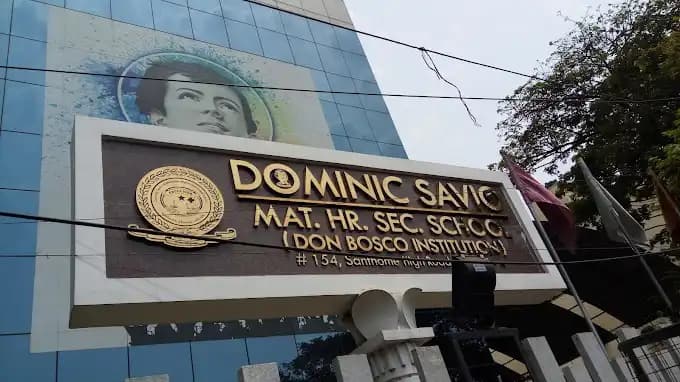 DOMINIC SAVIO
MAT. HR. SEC. SCHOOL
( DON BOSCO INSTITUTION )
# 154, Santhome High Road